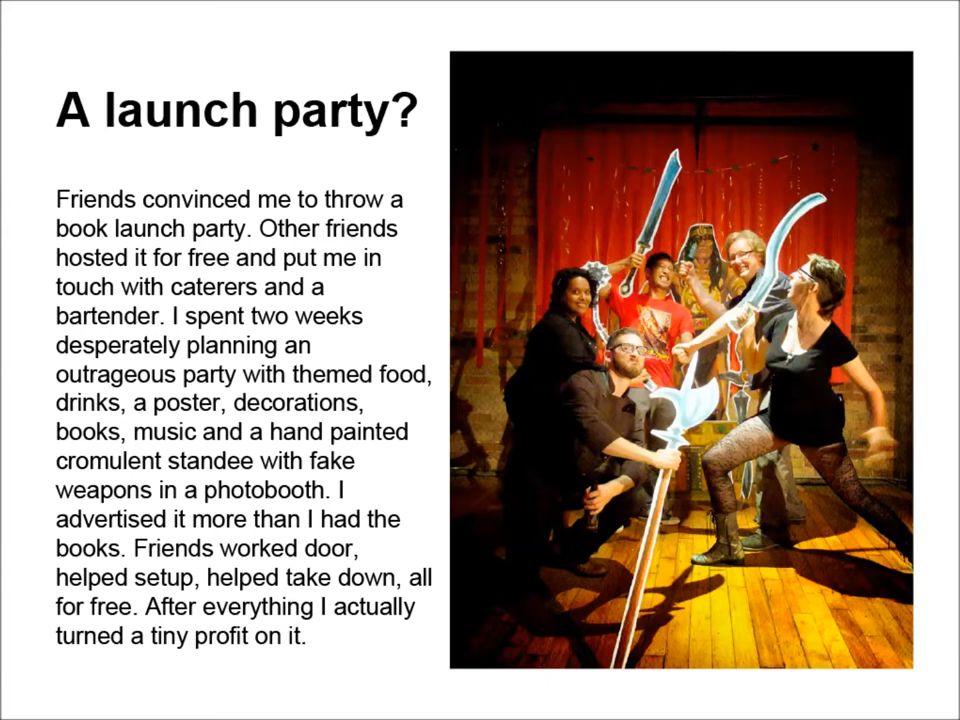 A launch party?
Friends convinced me to throw a
book launch party. Other friends
hosted it for free and put me in
touch with caterers and a
bartender. I spent two weeks
desperately planning an
outrageous party with themed food,
drinks, a poster, decorations,
books, music and a hand painted
cromulent standee with fake
weapons in a photobooth. I
advertised it more than I had the
books. Friends worked door,
helped setup, helped take down, all
for free. After everything I actually
turned a tiny profit on it.